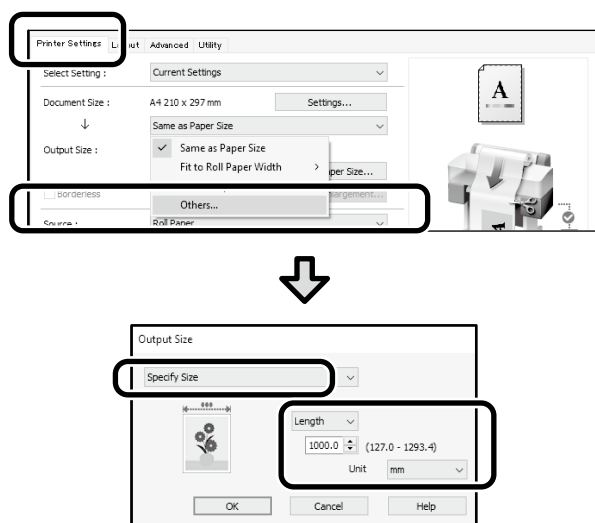 Printer Settings Layout Advanced Utility
Select Setting : Current Settings
Document Size : A4 210 x 297 mm Settings...
Same as Paper Size
Output Size : Same as Paper Size
Fit to Roll Paper Width
Paper Size...
Borderless
Others...
Source : Roll Paper
A
Output Size
Specify Size
Length
1000.0 (127.0 - 1293.4)
Unit mm
OK Cancel Help